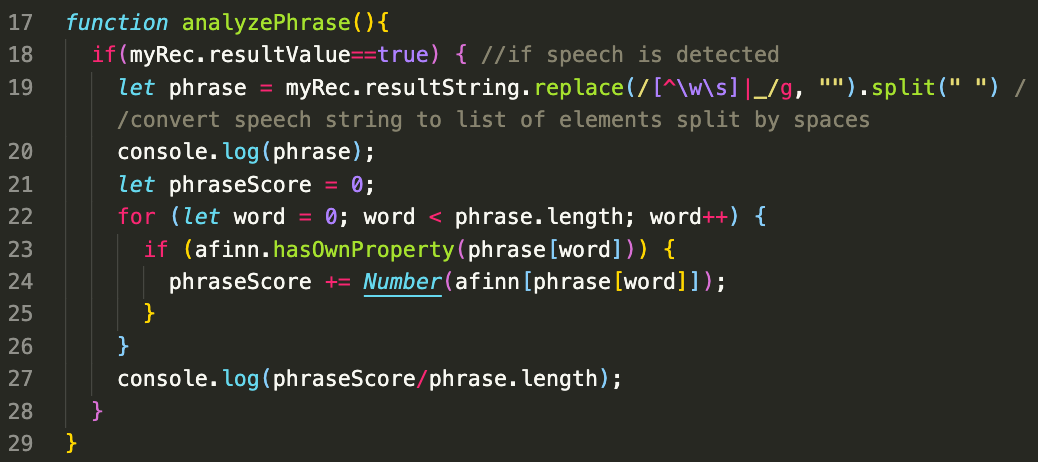 17 function analyzePhrase(){
18 if(myRec.resultValue==true) { //if speech is detected
19 let phrase = myRec.resultString.replace(/[^\w\s]|_/g, "").split(" ") /
/convert speech string to list of elements split by spaces
20 console.log(phrase);
21 let phraseScore = 0;
22 for (let word = 0; word < phrase.length; word++) {
23 if (afinn.hasOwnProperty(phrase[word])) {
24 phraseScore += Number(afinn[phrase[word]]);
25 }
26 }
27 console.log(phraseScore/phrase.length);
28 }
29 }